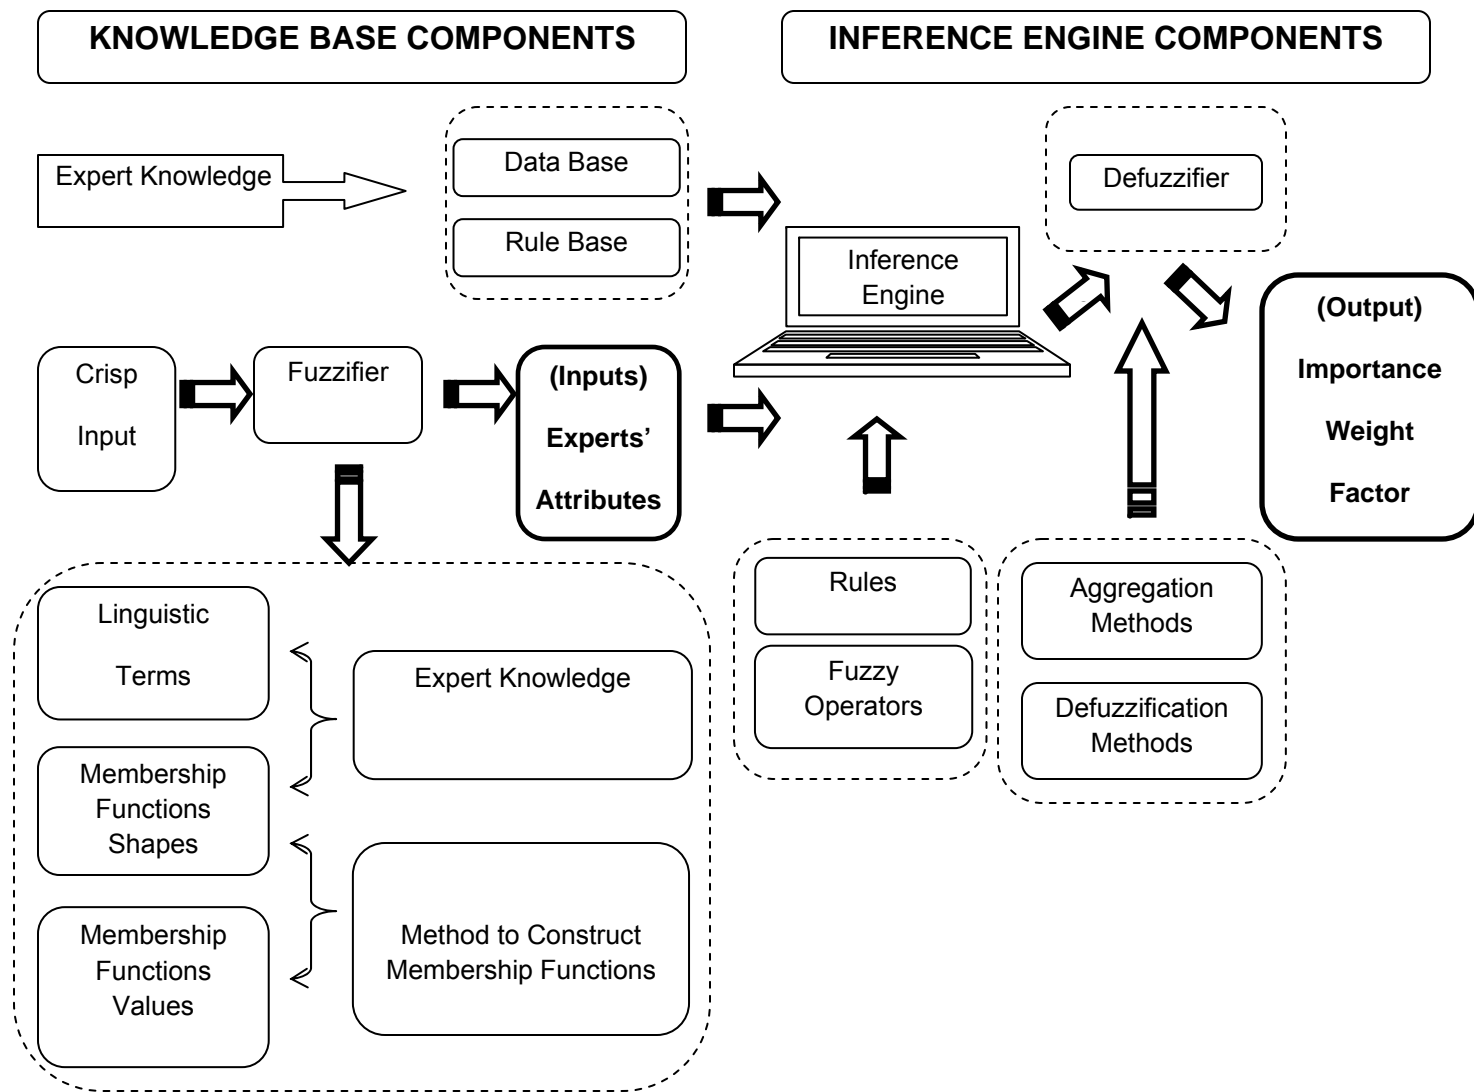 KNOWLEDGE BASE COMPONENTS
INFERENCE ENGINE COMPONENTS
Expert Knowledge
Data Base
Rule Base
Inference
Engine
Defuzzifier
(Output)
Importance
Weight
Factor
Crisp
Input
Fuzzifier
(Inputs)
Experts’
Attributes
Linguistic
Terms
Membership
Functions
Shapes
Membership
Functions
Values
Expert Knowledge
Method to Construct
Membership Functions
Rules
Fuzzy
Operators
Aggregation
Methods
Defuzzification
Methods